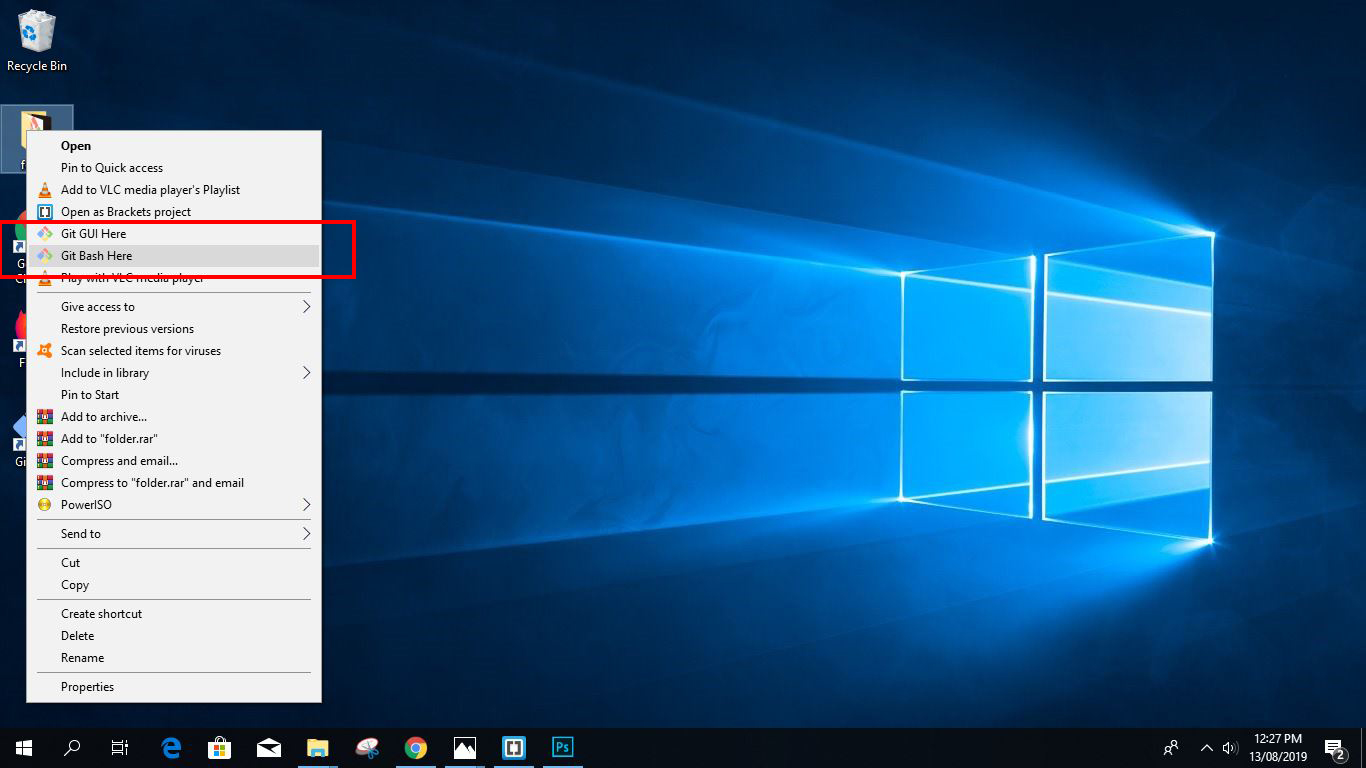 Recycle Bin
Open
Pin to Quick access
Add to VLC media player's Playlist
Open as Brackets project
Git GUI Here
Git Bash Here
Play with VLC media player
Give access to
Restore previous versions
Scan selected items for viruses
Include in library
Pin to Start
Add to archive...
Add to "folder.rar"
Compress and email...
Compress to "folder.rar" and email
PowerISO
Send to
Cut
Copy
Create shortcut
Delete
Rename
Properties
Ps
12:27 PM
13/08/2019
2